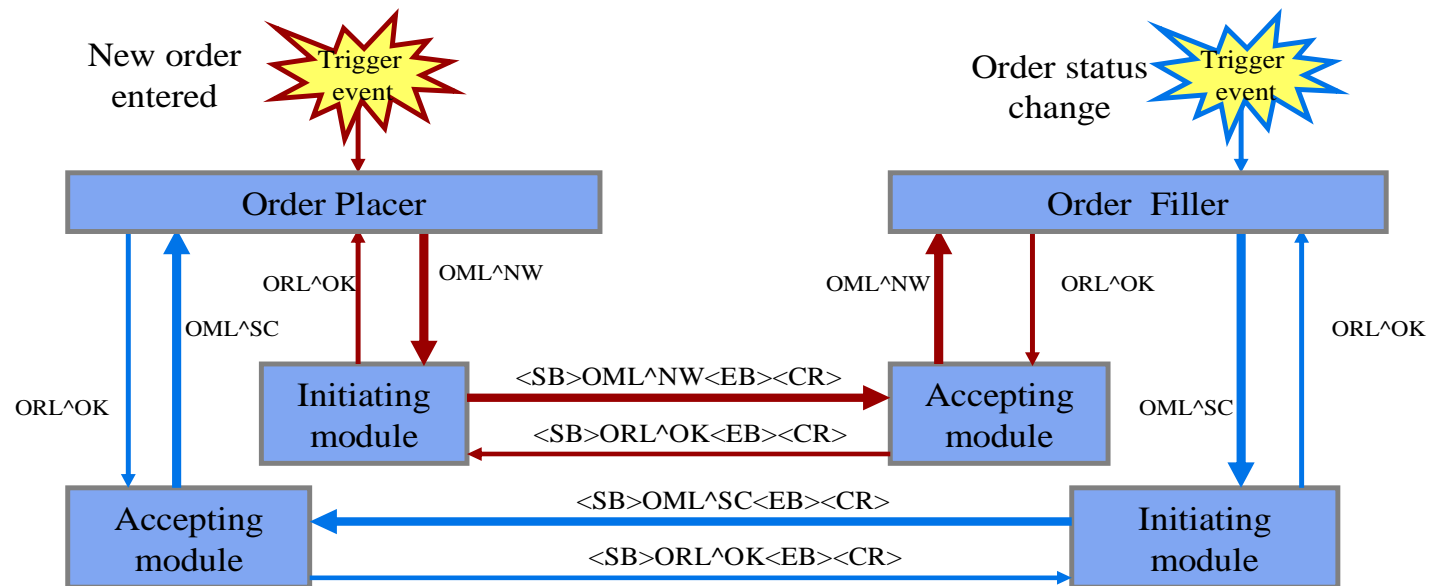 New order
entered
Trigger
event
Order status
change
Trigger
event
Order Placer
Order  Filler
ORL^OK
OML^NW
OML^NW
ORL^OK
OML^SC
ORL^OK
<SB>OML^NW<EB><CR>
Initiating
module
Accepting
module
ORL^OK
OML^SC
<SB>ORL^OK<EB><CR>
<SB>OML^SC<EB><CR>
Accepting
module
Initiating
module
<SB>ORL^OK<EB><CR>